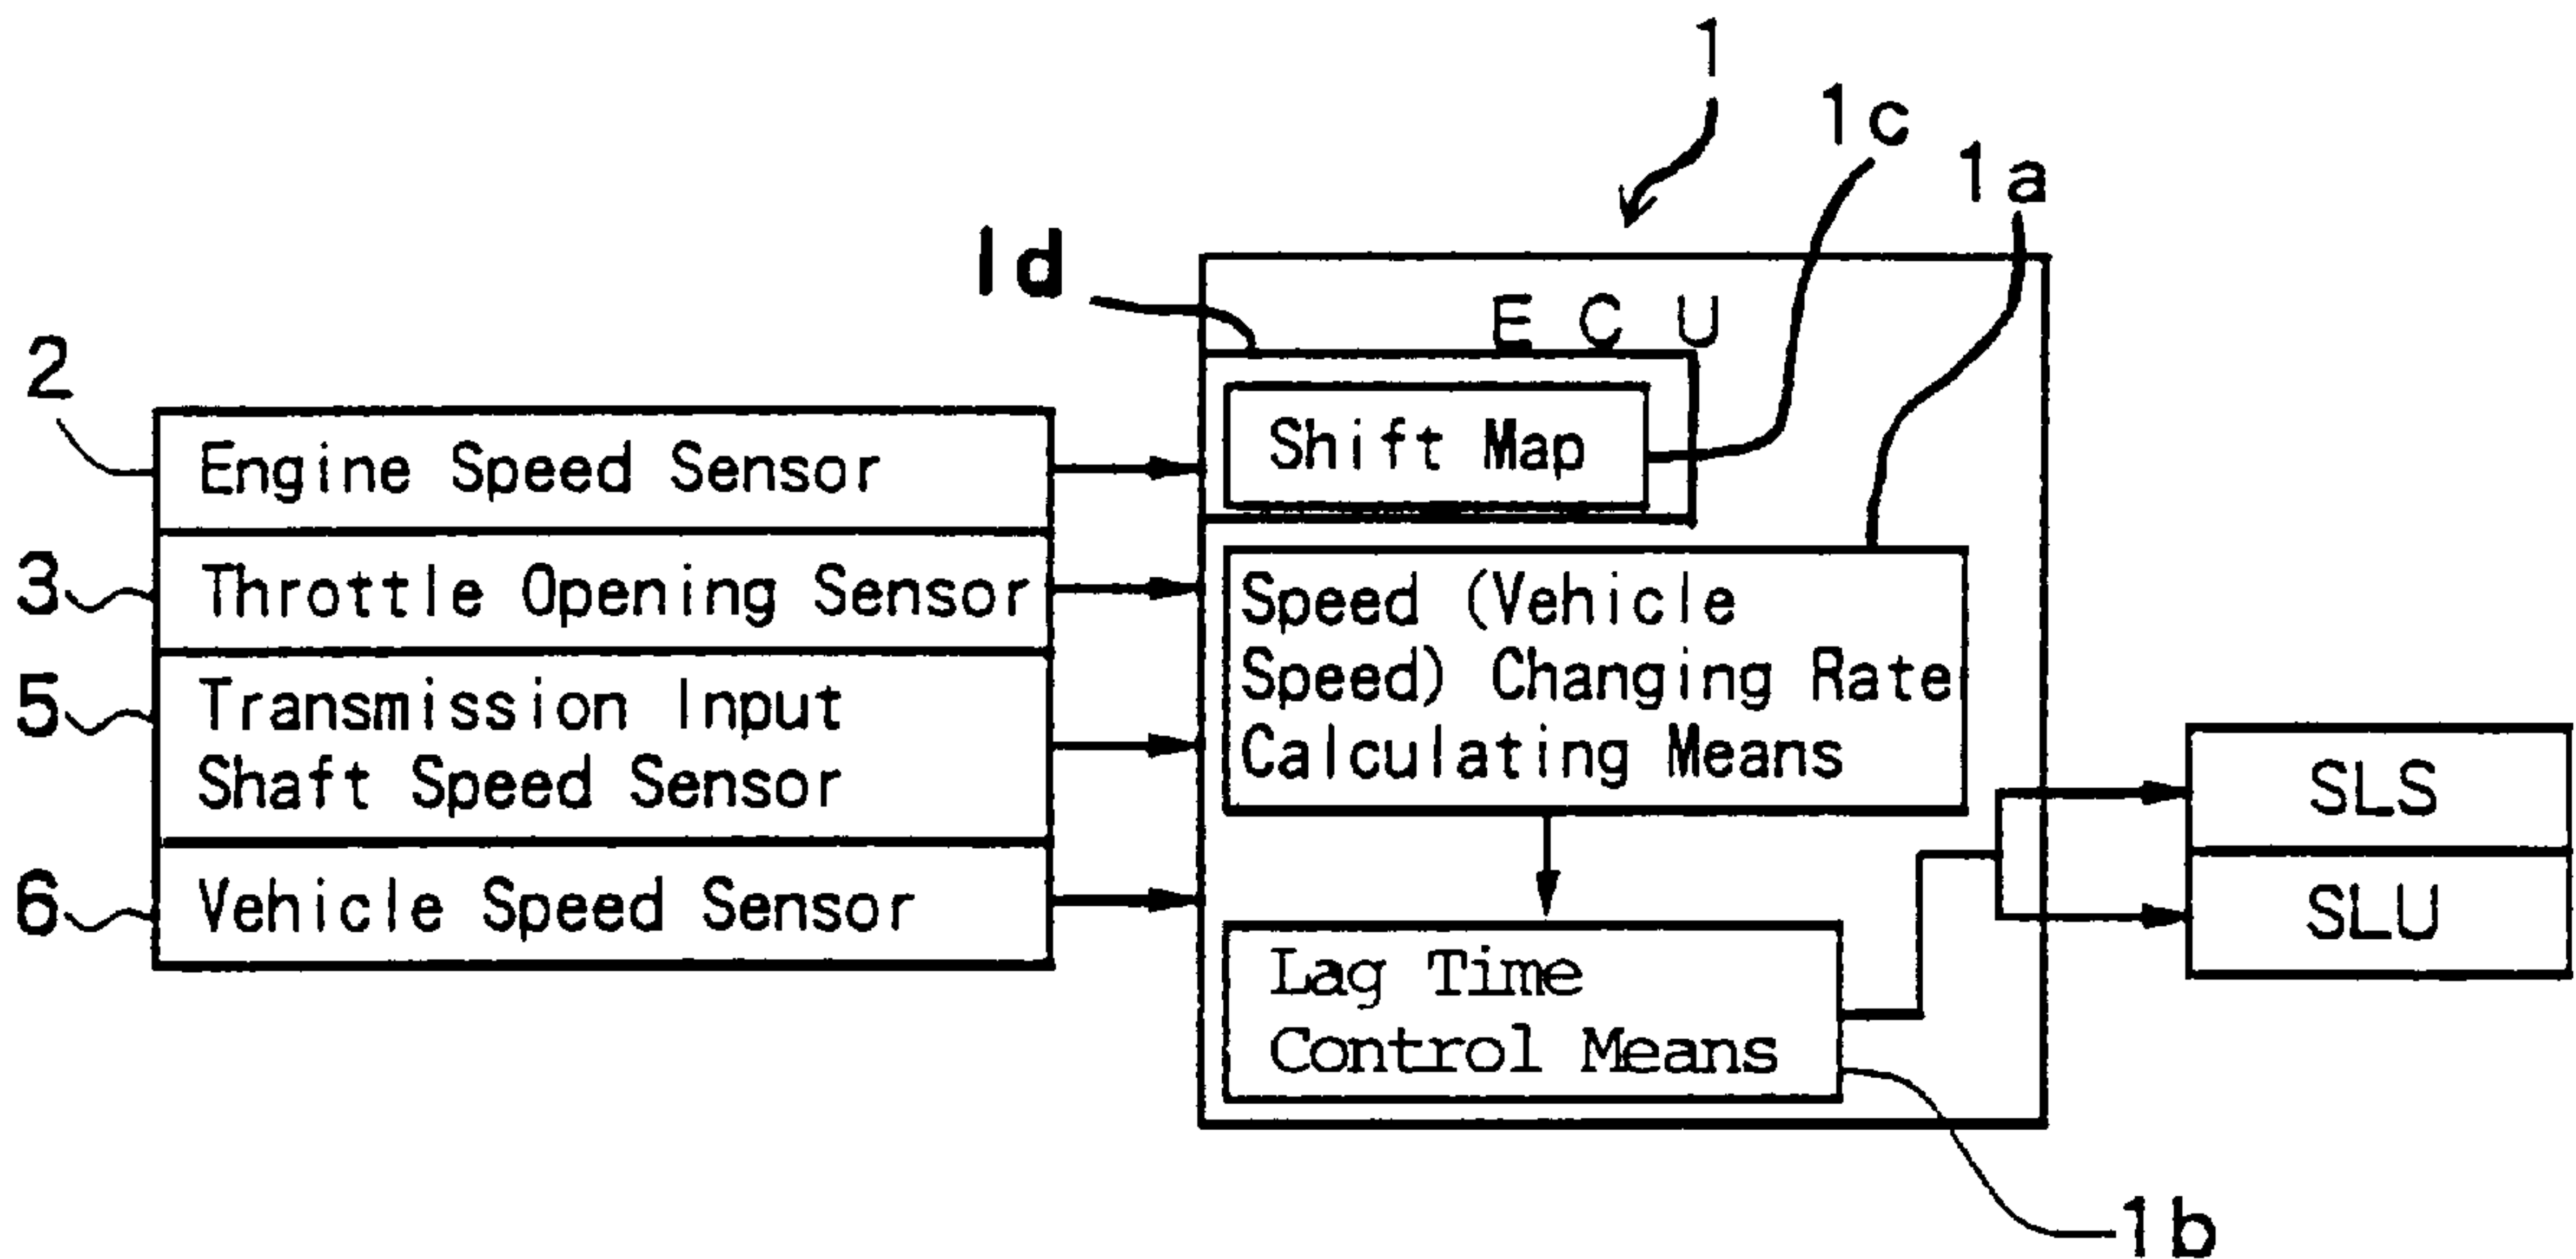 1
1c
1a
1d
E C U
2
Engine Speed Sensor
Shift Map
3
Throttle Opening Sensor
Speed (Vehicle
Speed) Changing Rate
Calculating Means
5
Transmission Input
Shaft Speed Sensor
6
Vehicle Speed Sensor
Lag Time
Control Means
SLS
SLU
1b